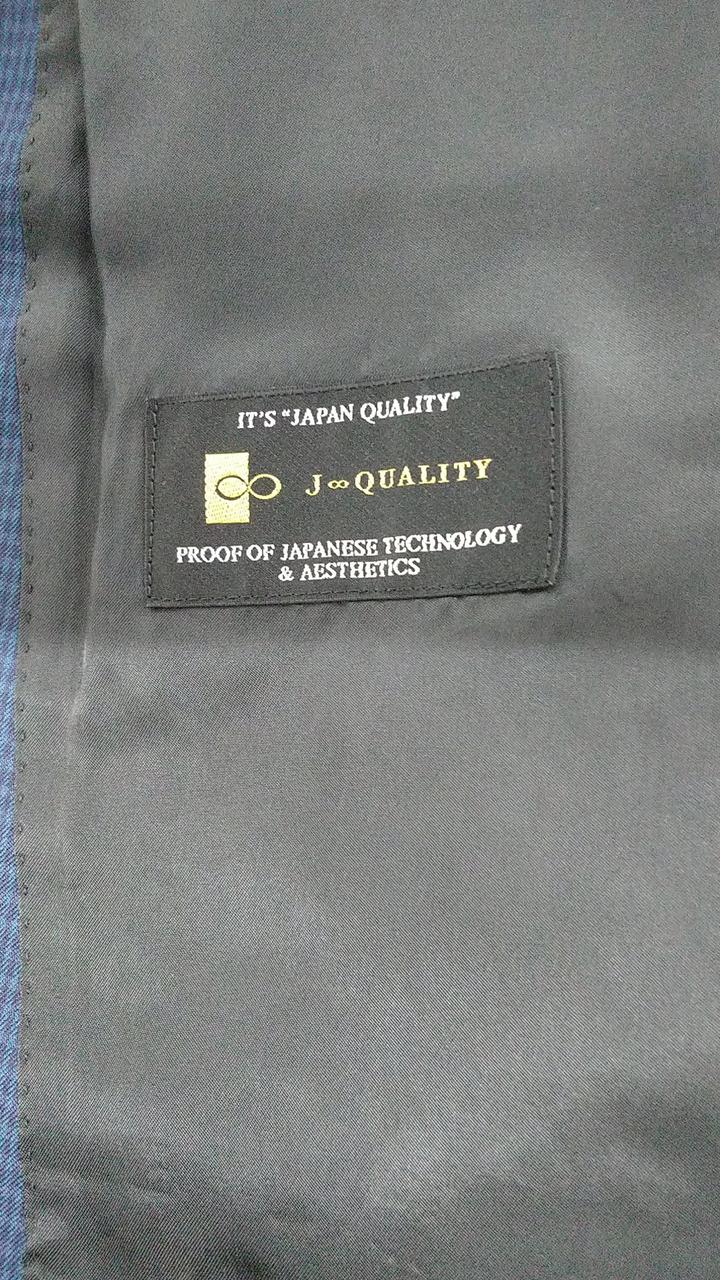 IT'S "JAPAN QUALITY"
J∞QUALITY
PROOF OF JAPANESE TECHNOLOGY
& AESTHETICS